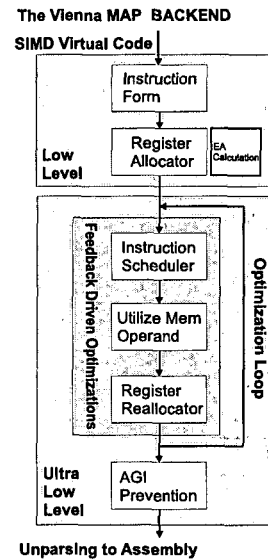 The Vienna MAP BACKEND
SIMD Virtual Code
Instruction
Form
Register
Allocator
EA
Calculation
Low
Level
Feedback Driven Optimizations
Instruction
Scheduler
Utilize Mem
Operand
Register
Reallocator
Optimization Loop
Ultra
Low
Level
AGI
Prevention
Unparsing to Assembly